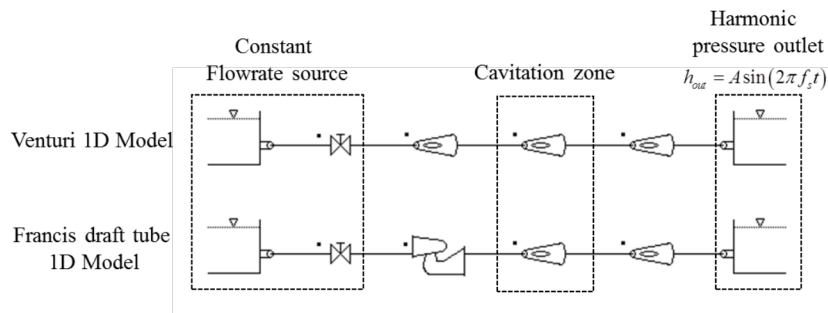 Constant
Flowrate source
Cavitation zone
Harmonic
pressure outlet
h_out = A sin(2π f_s t)
Venturi 1D Model
Francis draft tube
1D Model